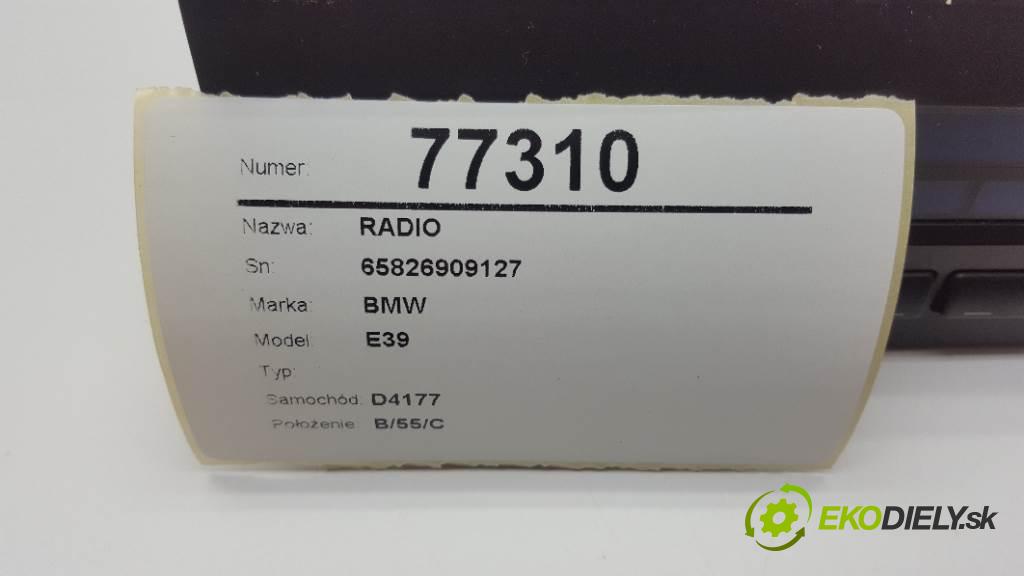 Numer: 77310
Nazwa: RADIO
Sn: 65826909127
Marka: BMW
Model: E39
Typ:
Samochód: D4177
Położenie: B/55/C
EKODIELY.sk